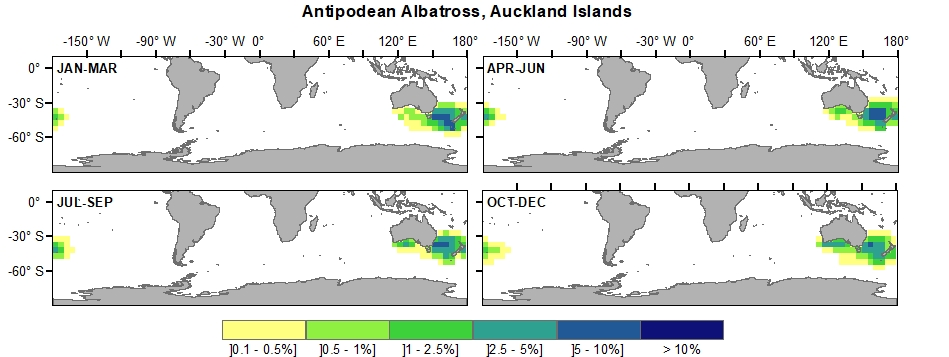 Antipodean Albatross, Auckland Islands
-150° W -90° W -30° W 0° 60° E 120° E 180° -150° W -90° W -30° W 0° 60° E 120° E 180°
0° JAN-MAR APR-JUN
-30° S
-60° S
0° JUL-SEP OCT-DEC
-30° S
-60° S
]0.1 - 0.5%] ]0.5 - 1%] ]1 - 2.5%] ]2.5 - 5%] ]5 - 10%] > 10%